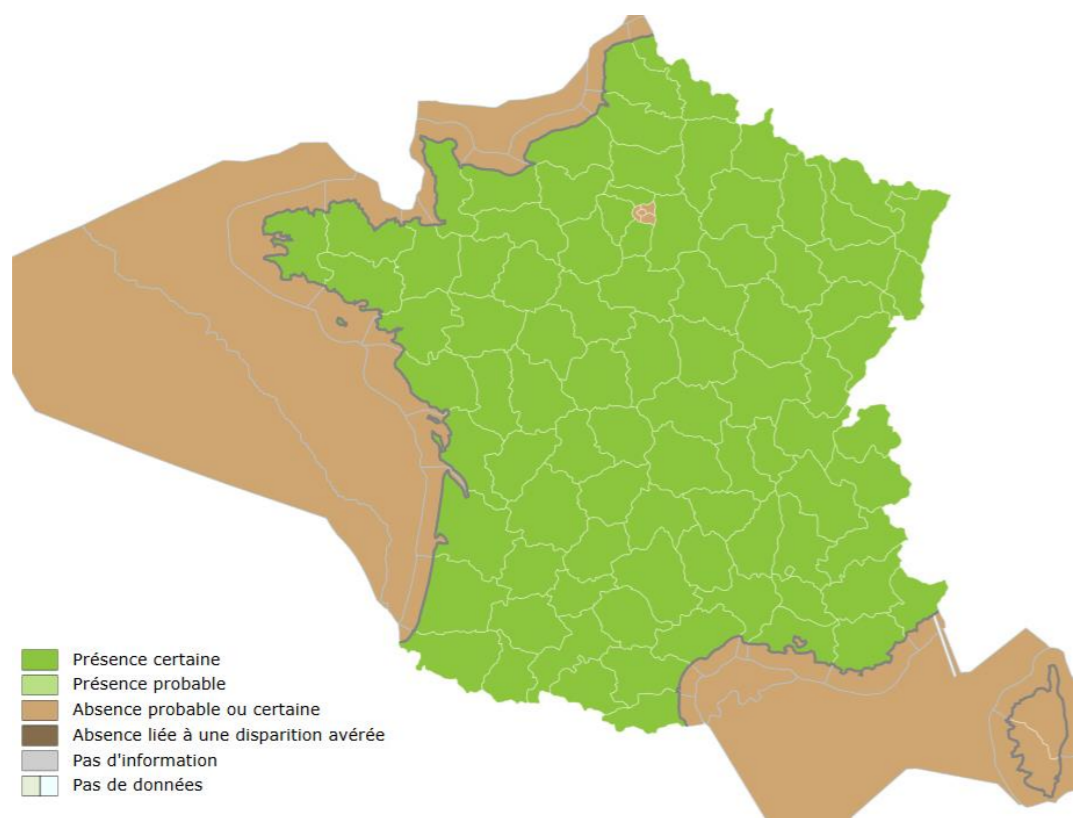 Présence certaine
Présence probable
Absence probable ou certaine
Absence liée à une disparition avérée
Pas d'information
Pas de données